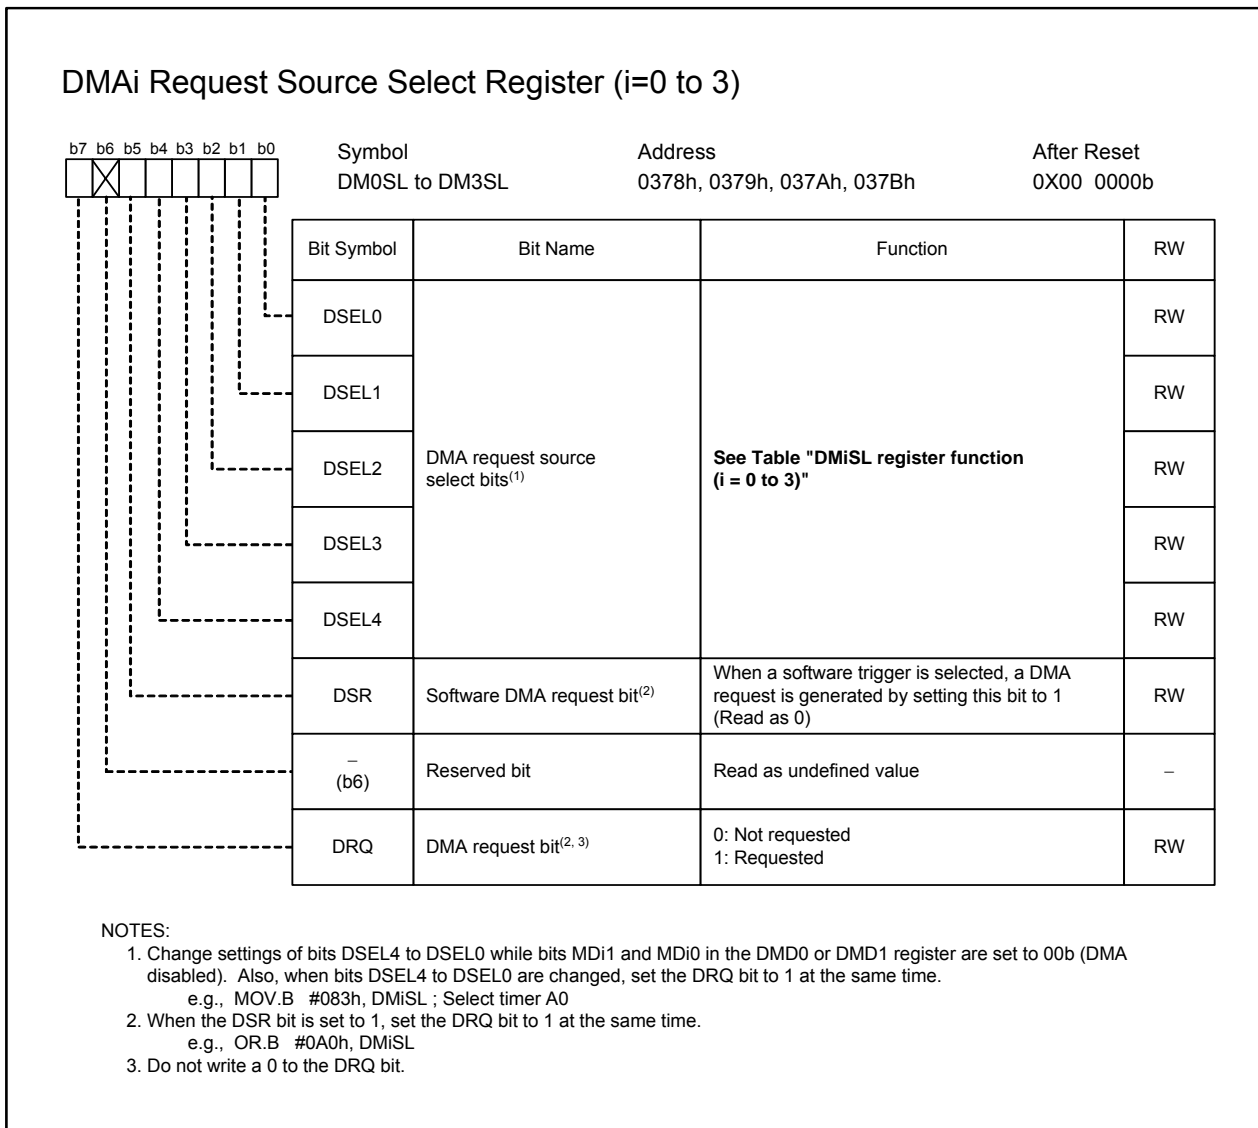 DMAi Request Source Select Register (i=0 to 3)
b7 b6 b5 b4 b3 b2 b1 b0
Symbol Address After Reset
DM0SL to DM3SL 0378h, 0379h, 037Ah, 037Bh 0X00 0000b
Bit Symbol Bit Name Function RW
DSEL0 RW
DSEL1 RW
DSEL2 DMA request source select bits(1) See Table "DMiSL register function (i = 0 to 3)" RW
DSEL3 RW
DSEL4 RW
DSR Software DMA request bit(2) When a software trigger is selected, a DMA request is generated by setting this bit to 1 (Read as 0) RW
– (b6) Reserved bit Read as undefined value –
DRQ DMA request bit(2, 3) 0: Not requested 1: Requested RW
NOTES:
1. Change settings of bits DSEL4 to DSEL0 while bits MDi1 and MDi0 in the DMD0 or DMD1 register are set to 00b (DMA
disabled). Also, when bits DSEL4 to DSEL0 are changed, set the DRQ bit to 1 at the same time.
e.g., MOV.B #083h, DMiSL ; Select timer A0
2. When the DSR bit is set to 1, set the DRQ bit to 1 at the same time.
e.g., OR.B #0A0h, DMiSL
3. Do not write a 0 to the DRQ bit.